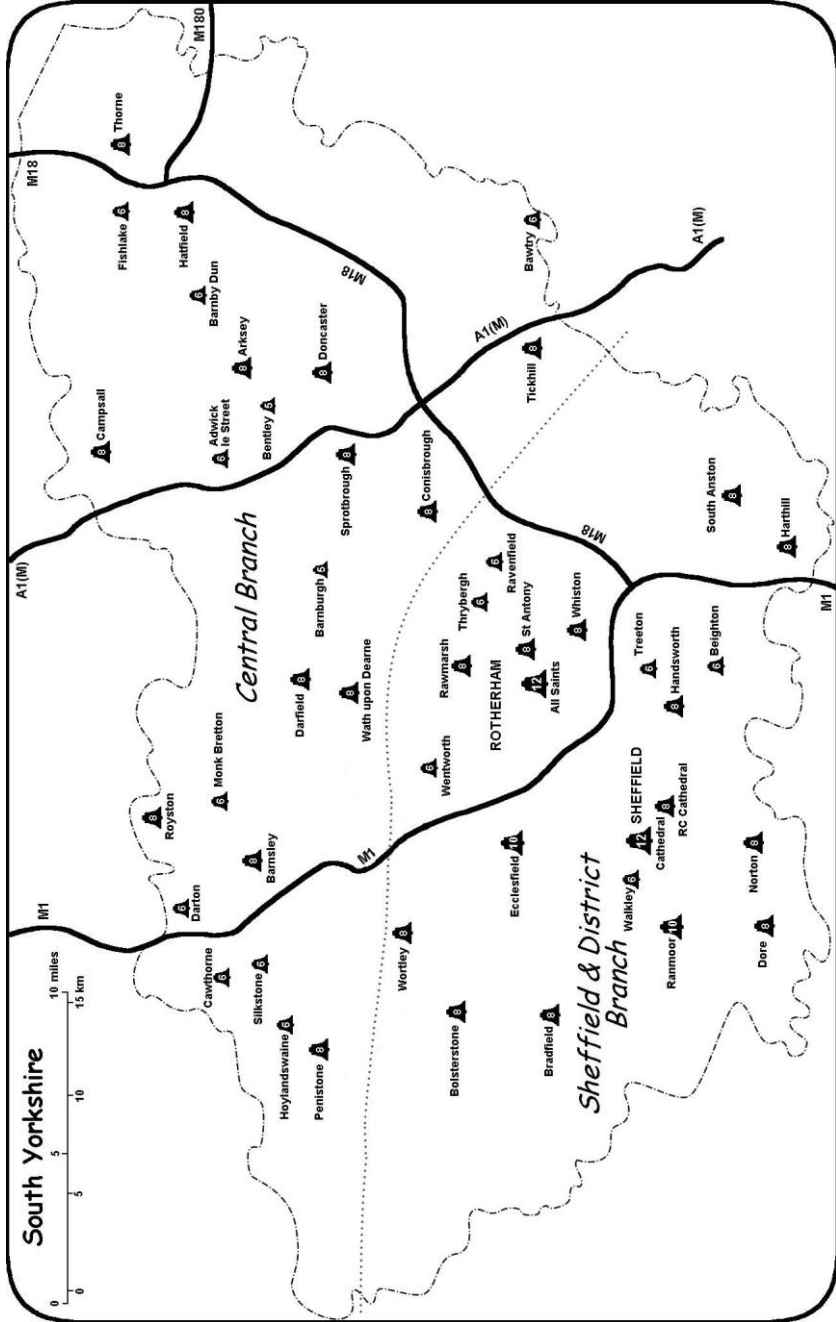 South Yorkshire
0 5 10 miles
0 5 10 15 km
M1
A1(M)
M18
M180
Royston
8
Campsall
8
Fishlake
6
Thorne
8
Darton
6
Hatfield
8
Barnby Dun
6
Cawthorne
6
Monk Bretton
6
Adwick
le Street
6
Arksey
8
Silkstone
6
Barnsley
8
Central Branch
Bentley
5
Hoylandswaine
6
Darfield
8
Barnburgh
6
Penistone
8
Doncaster
8
Sprotbrough
8
Wath upon Dearne
8
M1
M18
Wortley
8
Wentworth
6
Conisbrough
8
Bolsterstone
8
Rawmarsh
8
Thrybergh
6
Ravenfield
6
A1(M)
ROTHERHAM
Ecclesfield
10
St Antony
8
12
All Saints
Tickhill
8
Bawtry
6
Bradfield
8
Whiston
8
M18
Sheffield & District
Branch
Walkley
6
SHEFFIELD
12
Cathedral
8
RC Cathedral
Treeton
6
Handsworth
8
Ranmoor
10
Beighton
6
A1(M)
South Anston
8
Dore
8
Norton
8
Harthill
8
M1